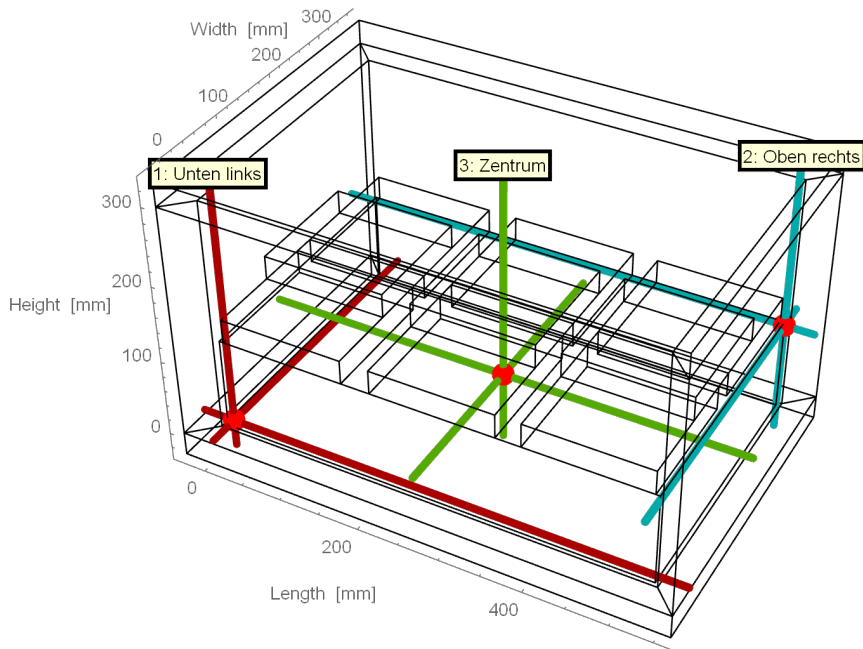 Width [mm]
300
200
100
0
1: Unten links
3: Zentrum
2: Oben rechts
300
200
100
0
Height [mm]
0
200
400
Length [mm]